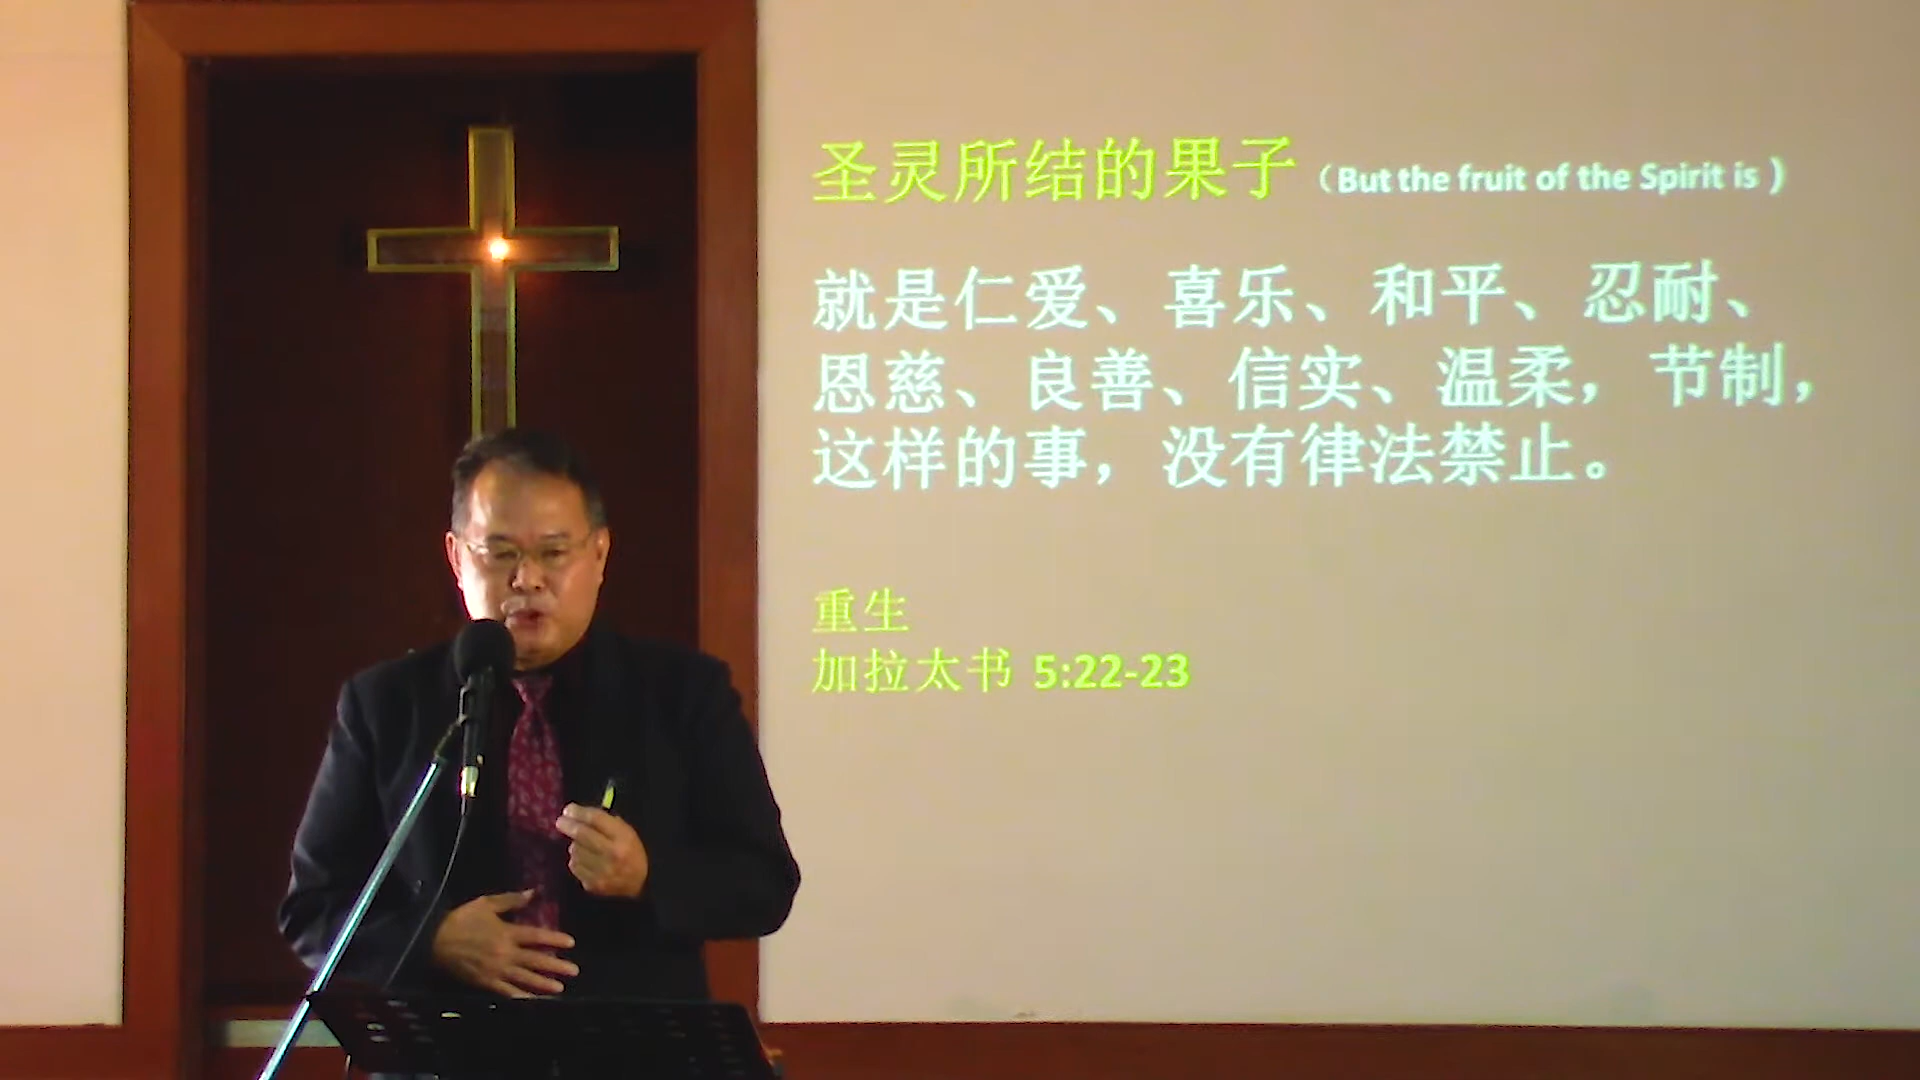 圣灵所结的果子（But the fruit of the Spirit is )
就是仁爱、喜乐、和平、忍耐、
恩慈、良善、信实、温柔，节制，
这样的事，没有律法禁止。
重生
加拉太书 5:22-23